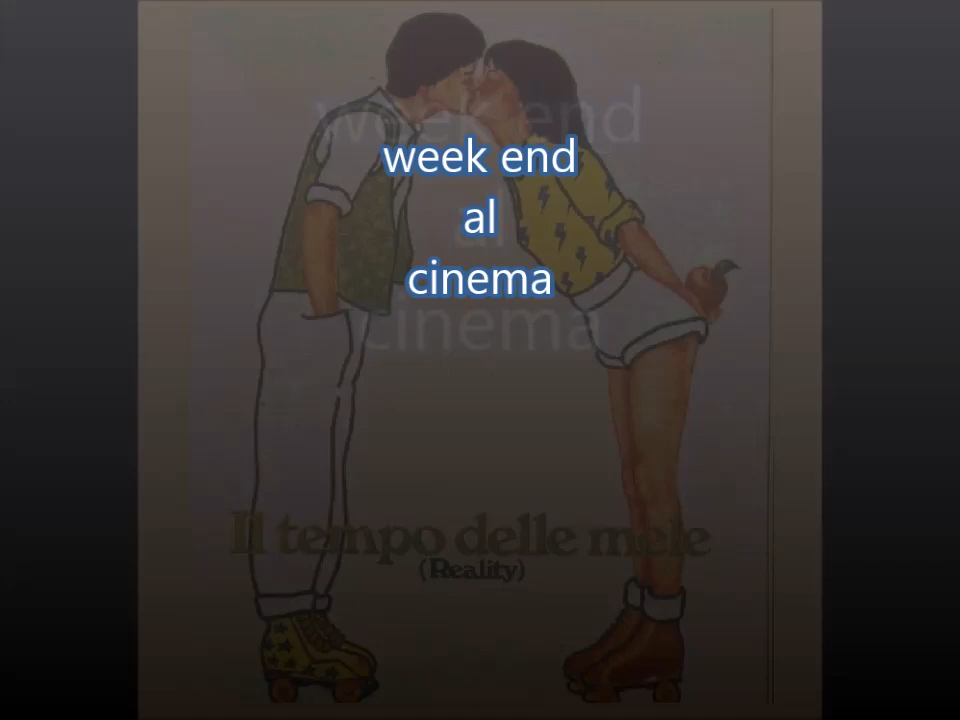 week end
al
cinema
Il tempo delle mele
(Reality)